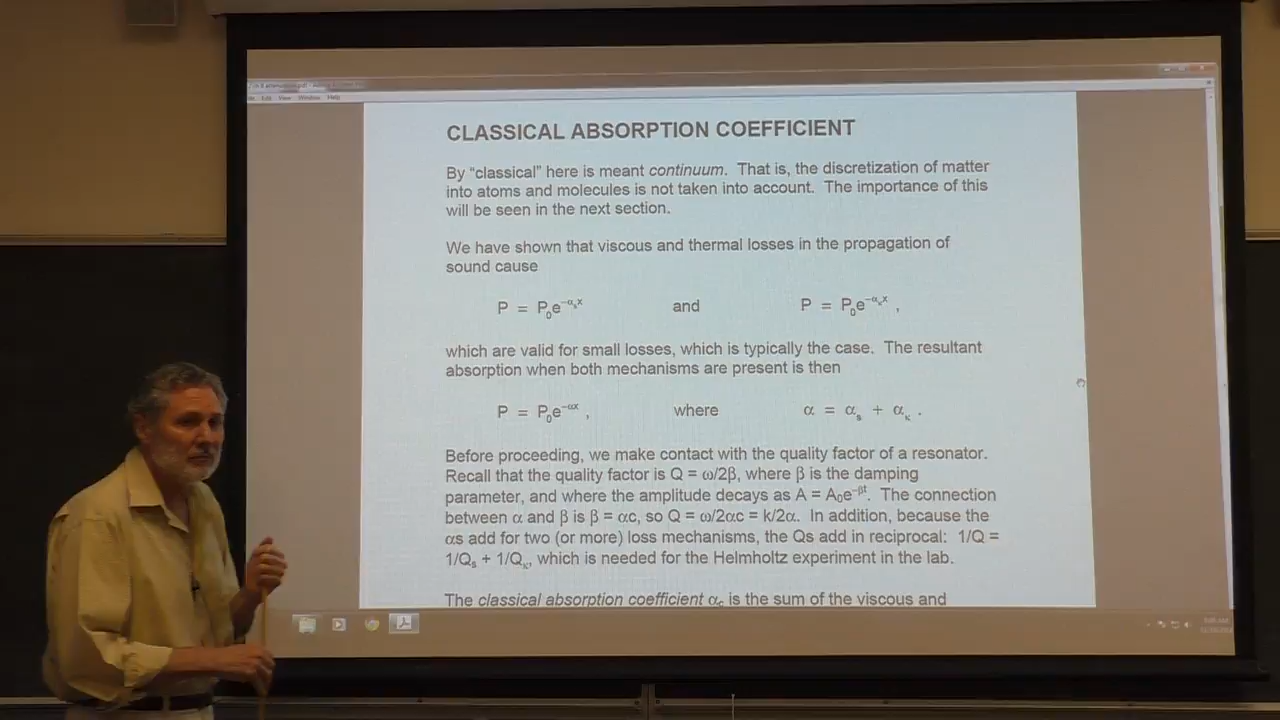 Edit View Window Help
CLASSICAL ABSORPTION COEFFICIENT
By “classical” here is meant continuum. That is, the discretization of matter
into atoms and molecules is not taken into account. The importance of this
will be seen in the next section.
We have shown that viscous and thermal losses in the propagation of
sound cause
P = P₀e^(−αₛx) and P = P₀e^(−α_κx) ,
which are valid for small losses, which is typically the case. The resultant
absorption when both mechanisms are present is then
P = P₀e^(−αx) , where α = αₛ + α_κ .
Before proceeding, we make contact with the quality factor of a resonator.
Recall that the quality factor is Q = ω/2β, where β is the damping
parameter, and where the amplitude decays as A = A₀e^(−βt). The connection
between α and β is β = αc, so Q = ω/2αc = k/2α. In addition, because the
αs add for two (or more) loss mechanisms, the Qs add in reciprocal: 1/Q =
1/Qₛ + 1/Q_κ, which is needed for the Helmholtz experiment in the lab.
The classical absorption coefficient α_c is the sum of the viscous and